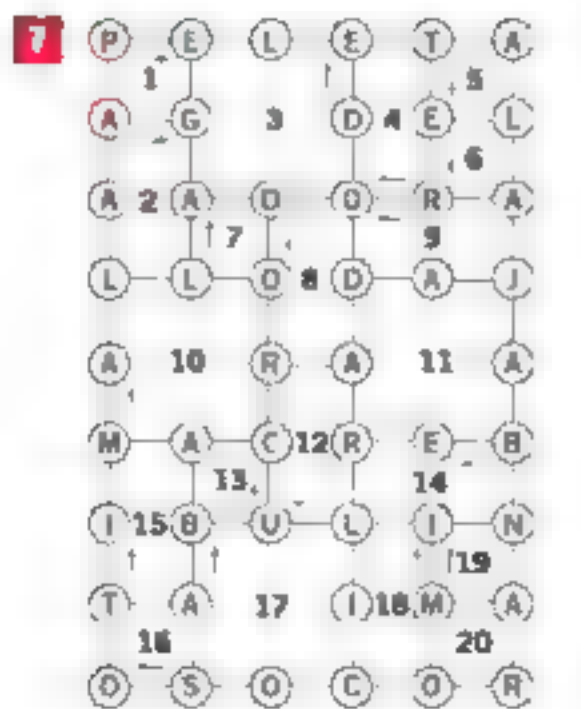 7 P E L E T A
1 5
A G 3 D 4 E L
6
A 2 A D O R A
7 9
L L O 8 D A J
A 10 R A 11 A
M A C 12 R E B
13 14
I 15 B U L I N
19
T A 17 I 18 M A
16 20
O S O C O R